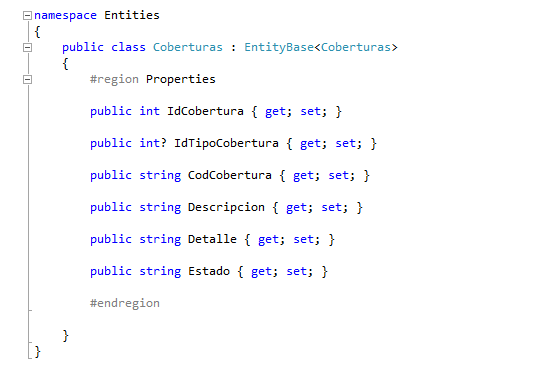 namespace Entities
{
public class Coberturas : EntityBase<Coberturas>
{
#region Properties
public int IdCobertura { get; set; }
public int? IdTipoCobertura { get; set; }
public string CodCobertura { get; set; }
public string Descripcion { get; set; }
public string Detalle { get; set; }
public string Estado { get; set; }
#endregion
}
}